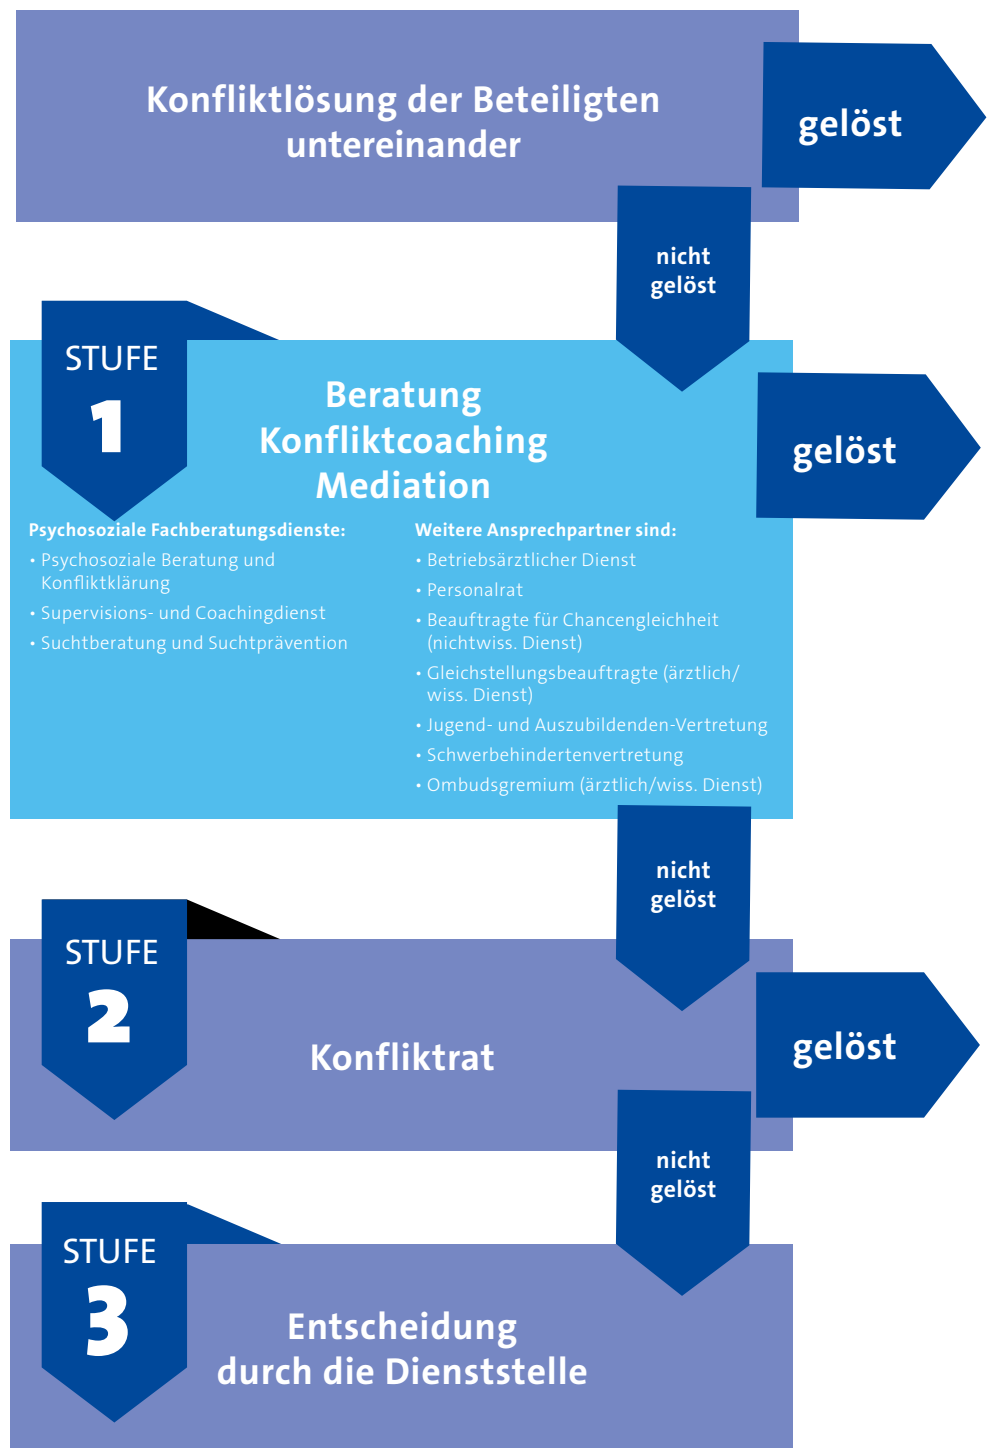 Konfliktlösung der Beteiligten
untereinander
gelöst
nicht
gelöst
STUFE
1
Beratung
Konfliktcoaching
Mediation
gelöst
Psychosoziale Fachberatungsdienste:
• Psychosoziale Beratung und
Konfliktklärung
• Supervisions- und Coachingdienst
• Suchtberatung und Suchtprävention
Weitere Ansprechpartner sind:
• Betriebsärztlicher Dienst
• Personalrat
• Beauftragte für Chancengleichheit
(nichtwiss. Dienst)
• Gleichstellungsbeauftragte (ärztlich/
wiss. Dienst)
• Jugend- und Auszubildenden-Vertretung
• Schwerbehindertenvertretung
• Ombudsgremium (ärztlich/wiss. Dienst)
nicht
gelöst
STUFE
2
Konfliktrat
gelöst
nicht
gelöst
STUFE
3
Entscheidung
durch die Dienststelle